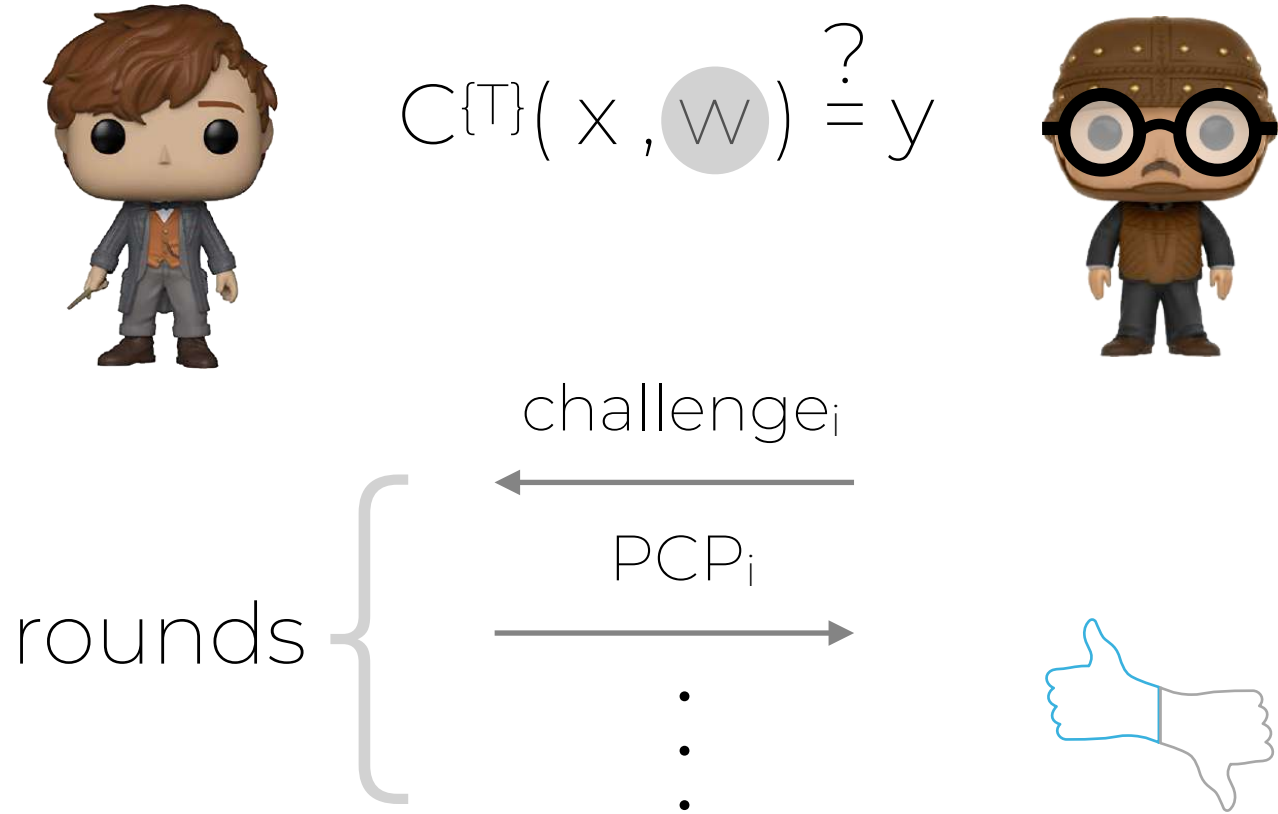 C{T}( x , w ) ≟ y
challengeᵢ
PCPᵢ
rounds